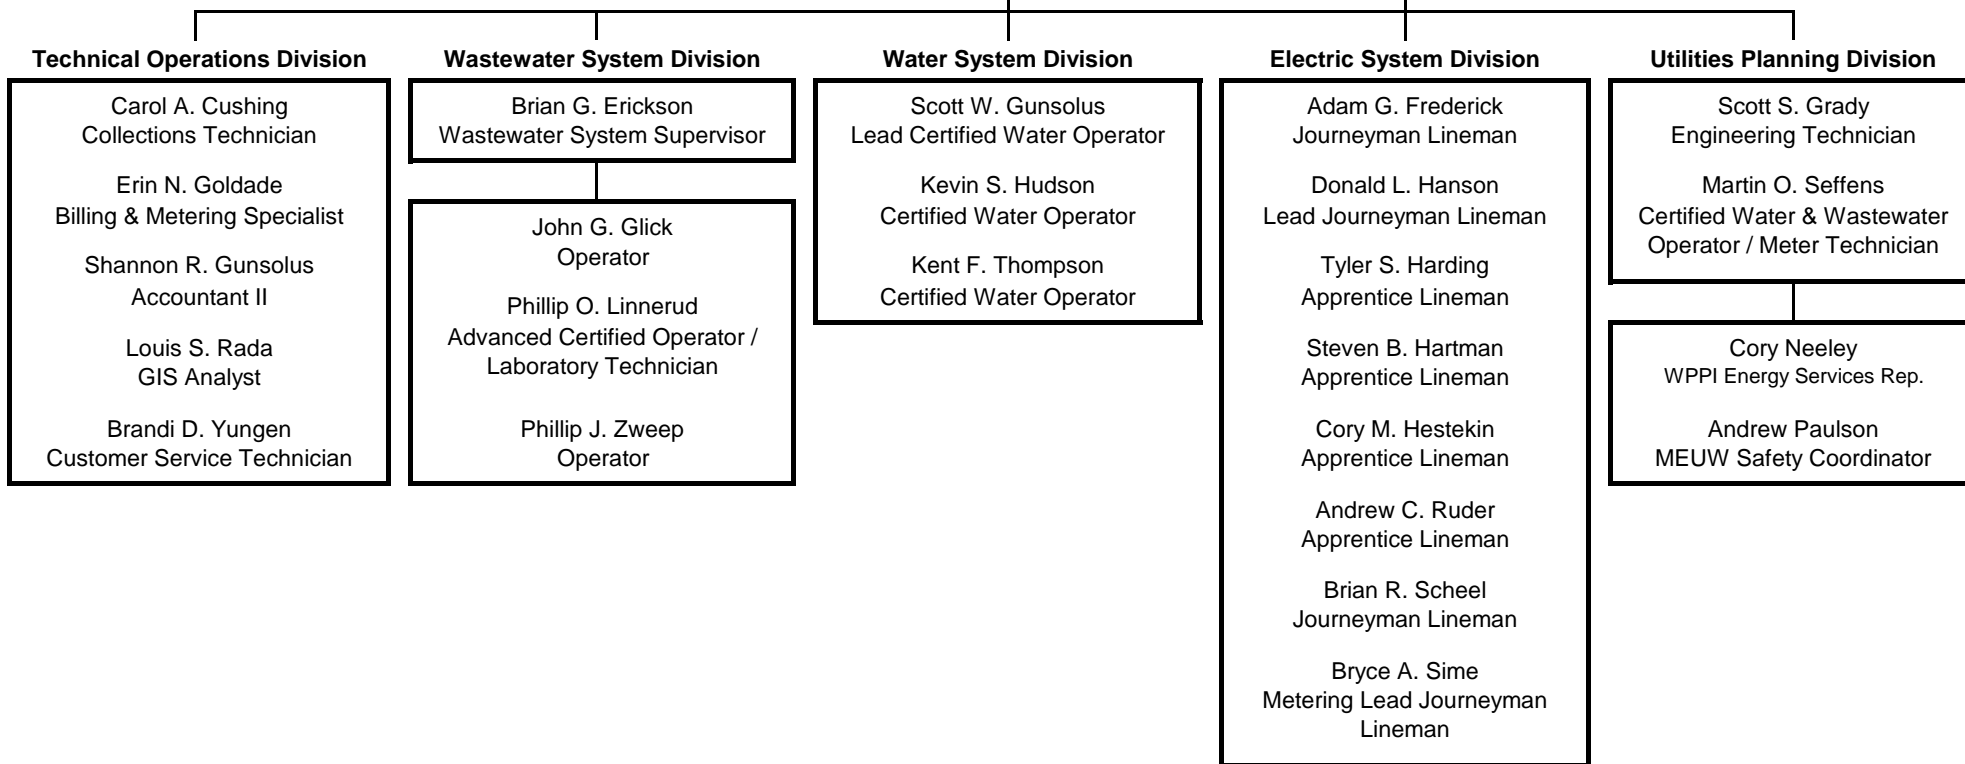 Technical Operations Division
Carol A. Cushing
Collections Technician
Erin N. Goldade
Billing & Metering Specialist
Shannon R. Gunsolus
Accountant II
Louis S. Rada
GIS Analyst
Brandi D. Yungen
Customer Service Technician
Wastewater System Division
Brian G. Erickson
Wastewater System Supervisor
John G. Glick
Operator
Phillip O. Linnerud
Advanced Certified Operator /
Laboratory Technician
Phillip J. Zweep
Operator
Water System Division
Scott W. Gunsolus
Lead Certified Water Operator
Kevin S. Hudson
Certified Water Operator
Kent F. Thompson
Certified Water Operator
Electric System Division
Adam G. Frederick
Journeyman Lineman
Donald L. Hanson
Lead Journeyman Lineman
Tyler S. Harding
Apprentice Lineman
Steven B. Hartman
Apprentice Lineman
Cory M. Hestekin
Apprentice Lineman
Andrew C. Ruder
Apprentice Lineman
Brian R. Scheel
Journeyman Lineman
Bryce A. Sime
Metering Lead Journeyman
Lineman
Utilities Planning Division
Scott S. Grady
Engineering Technician
Martin O. Seffens
Certified Water & Wastewater
Operator / Meter Technician
Cory Neeley
WPPI Energy Services Rep.
Andrew Paulson
MEUW Safety Coordinator